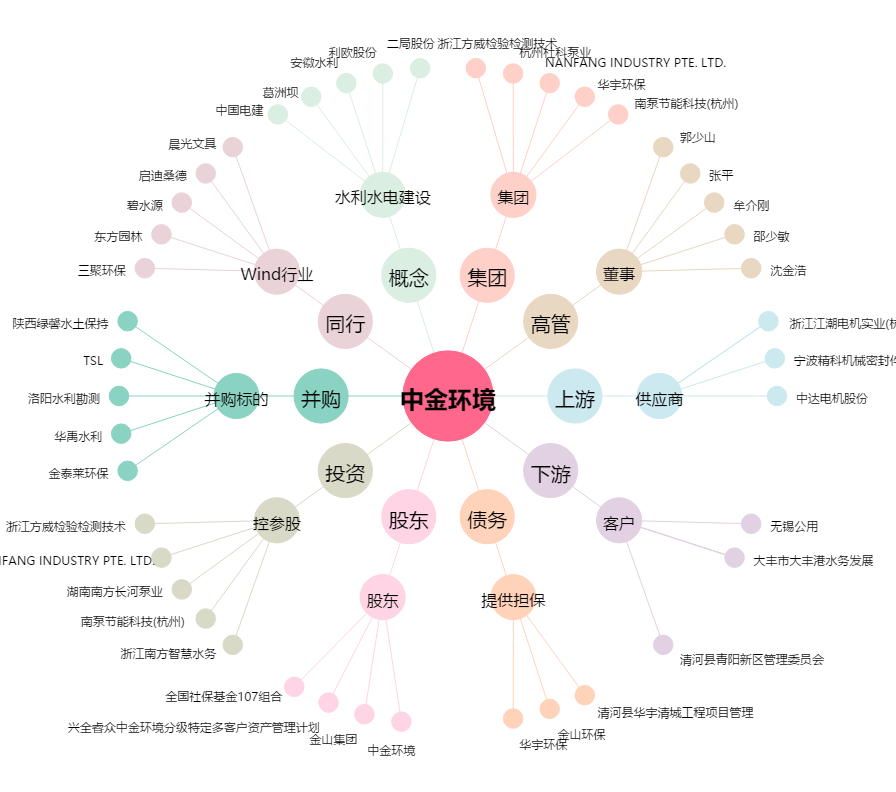 二局股份
浙江方威检验检测技术
利欧股份
杭州杜科泵业
安徽水利
NANFANG INDUSTRY PTE. LTD.
葛洲坝
华宇环保
中国电建
南泵节能科技(杭州)
晨光文具
郭少山
启迪桑德
张平
水利水电建设
集团
碧水源
牟介刚
东方园林
邵少敏
三聚环保
Wind行业
概念
集团
董事
沈金浩
同行
高管
陕西绿馨水土保持
浙江江潮电机实业(杭
TSL
宁波精科机械密封件
洛阳水利勘测
并购标的
并购
中金环境
上游
供应商
中达电机股份
华禹水利
金泰莱环保
投资
下游
浙江方威检验检测技术
控参股
股东
债务
客户
无锡公用
NFANG INDUSTRY PTE. LTD.
大丰市大丰港水务发展
湖南南方长河泵业
股东
提供担保
南泵节能科技(杭州)
浙江南方智慧水务
清河县青阳新区管理委员会
全国社保基金107组合
清河县华宇清城工程项目管理
兴全睿众中金环境分级特定多客户资产管理计划
金山集团
金山环保
中金环境
华宇环保